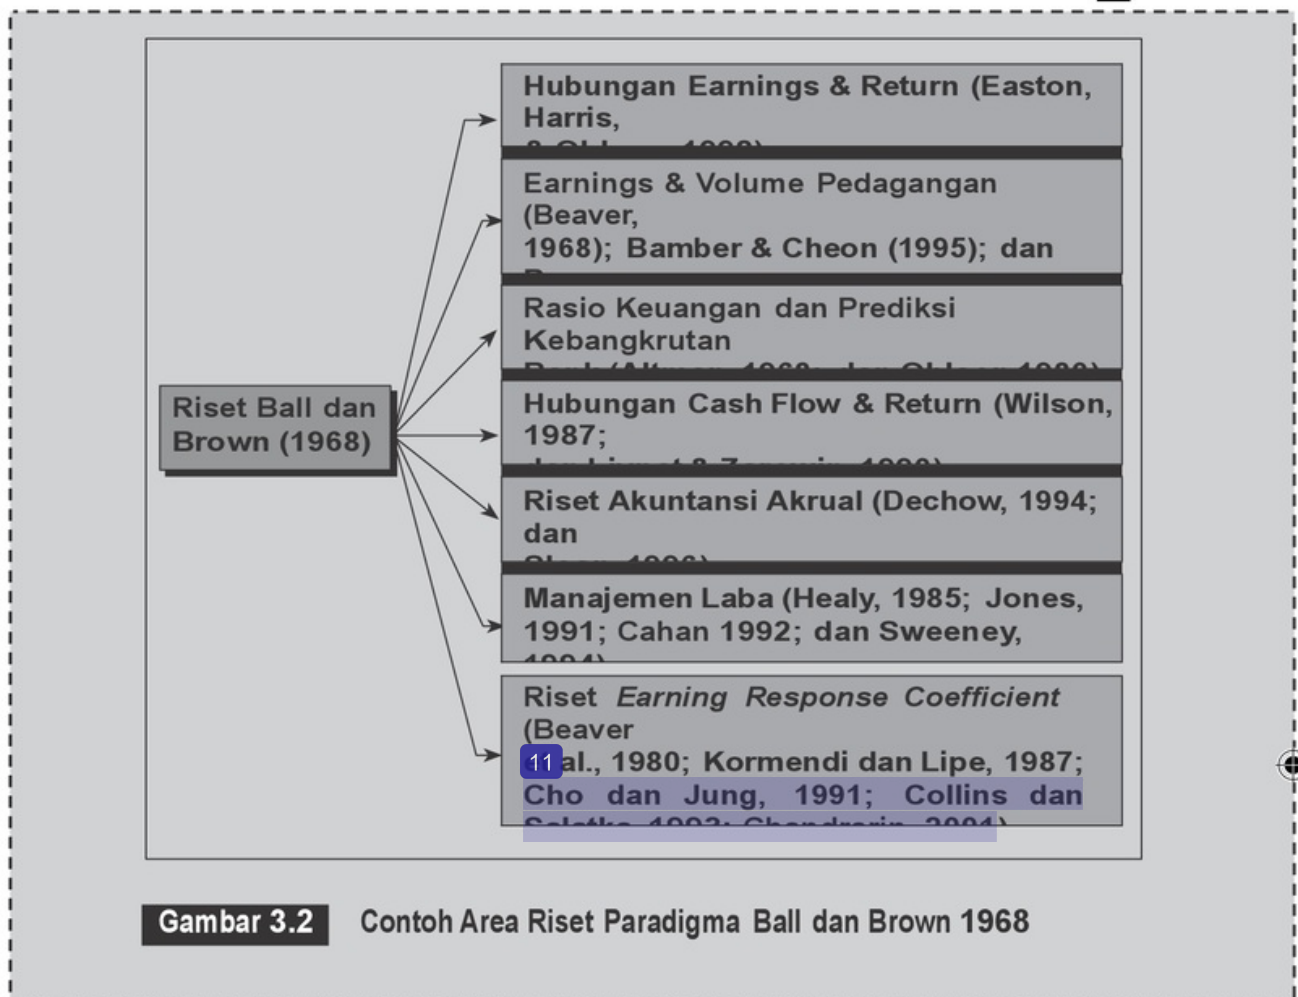 Hubungan Earnings & Return (Easton,
Harris,
Earnings & Volume Pedagangan
(Beaver,
1968); Bamber & Cheon (1995); dan
Rasio Keuangan dan Prediksi
Kebangkrutan
Riset Ball dan
Brown (1968)
Hubungan Cash Flow & Return (Wilson,
1987;
Riset Akuntansi Akrual (Dechow, 1994;
dan
Manajemen Laba (Healy, 1985; Jones,
1991; Cahan 1992; dan Sweeney,
1994)
Riset Earning Response Coefficient
(Beaver
11 al., 1980; Kormendi dan Lipe, 1987;
Cho dan Jung, 1991; Collins dan
Gambar 3.2 Contoh Area Riset Paradigma Ball dan Brown 1968